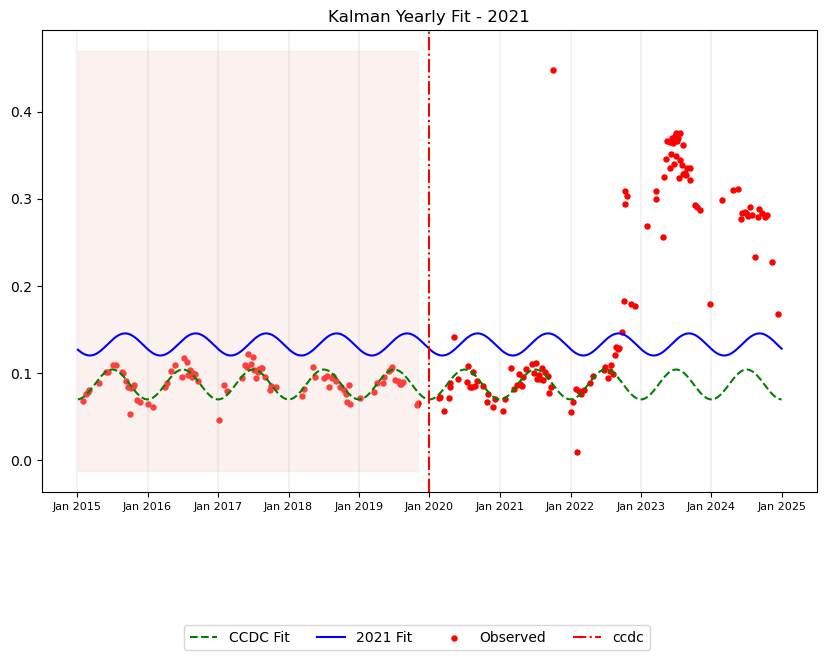 Kalman Yearly Fit - 2021
0.4
0.3
0.2
0.1
0.0
Jan 2015 Jan 2016 Jan 2017 Jan 2018 Jan 2019 Jan 2020 Jan 2021 Jan 2022 Jan 2023 Jan 2024 Jan 2025
CCDC Fit 2021 Fit Observed ccdc